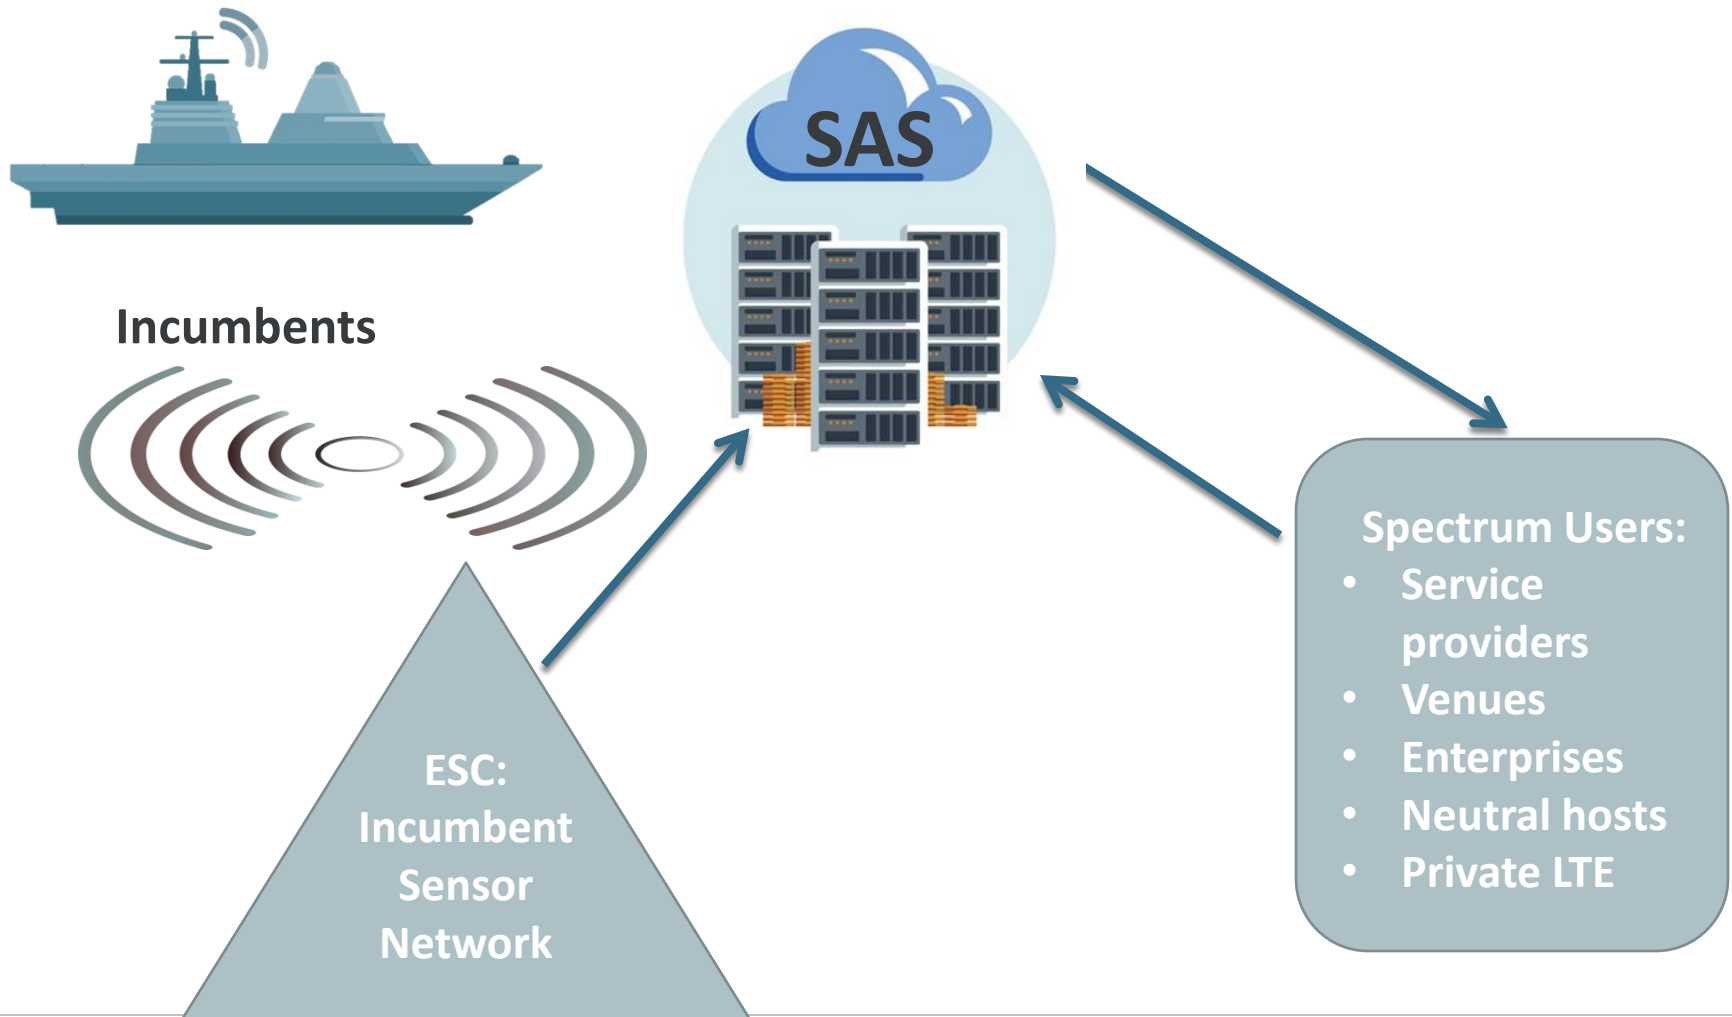 SAS
Incumbents
ESC:
Incumbent
Sensor
Network
Spectrum Users:
• Service
providers
• Venues
• Enterprises
• Neutral hosts
• Private LTE